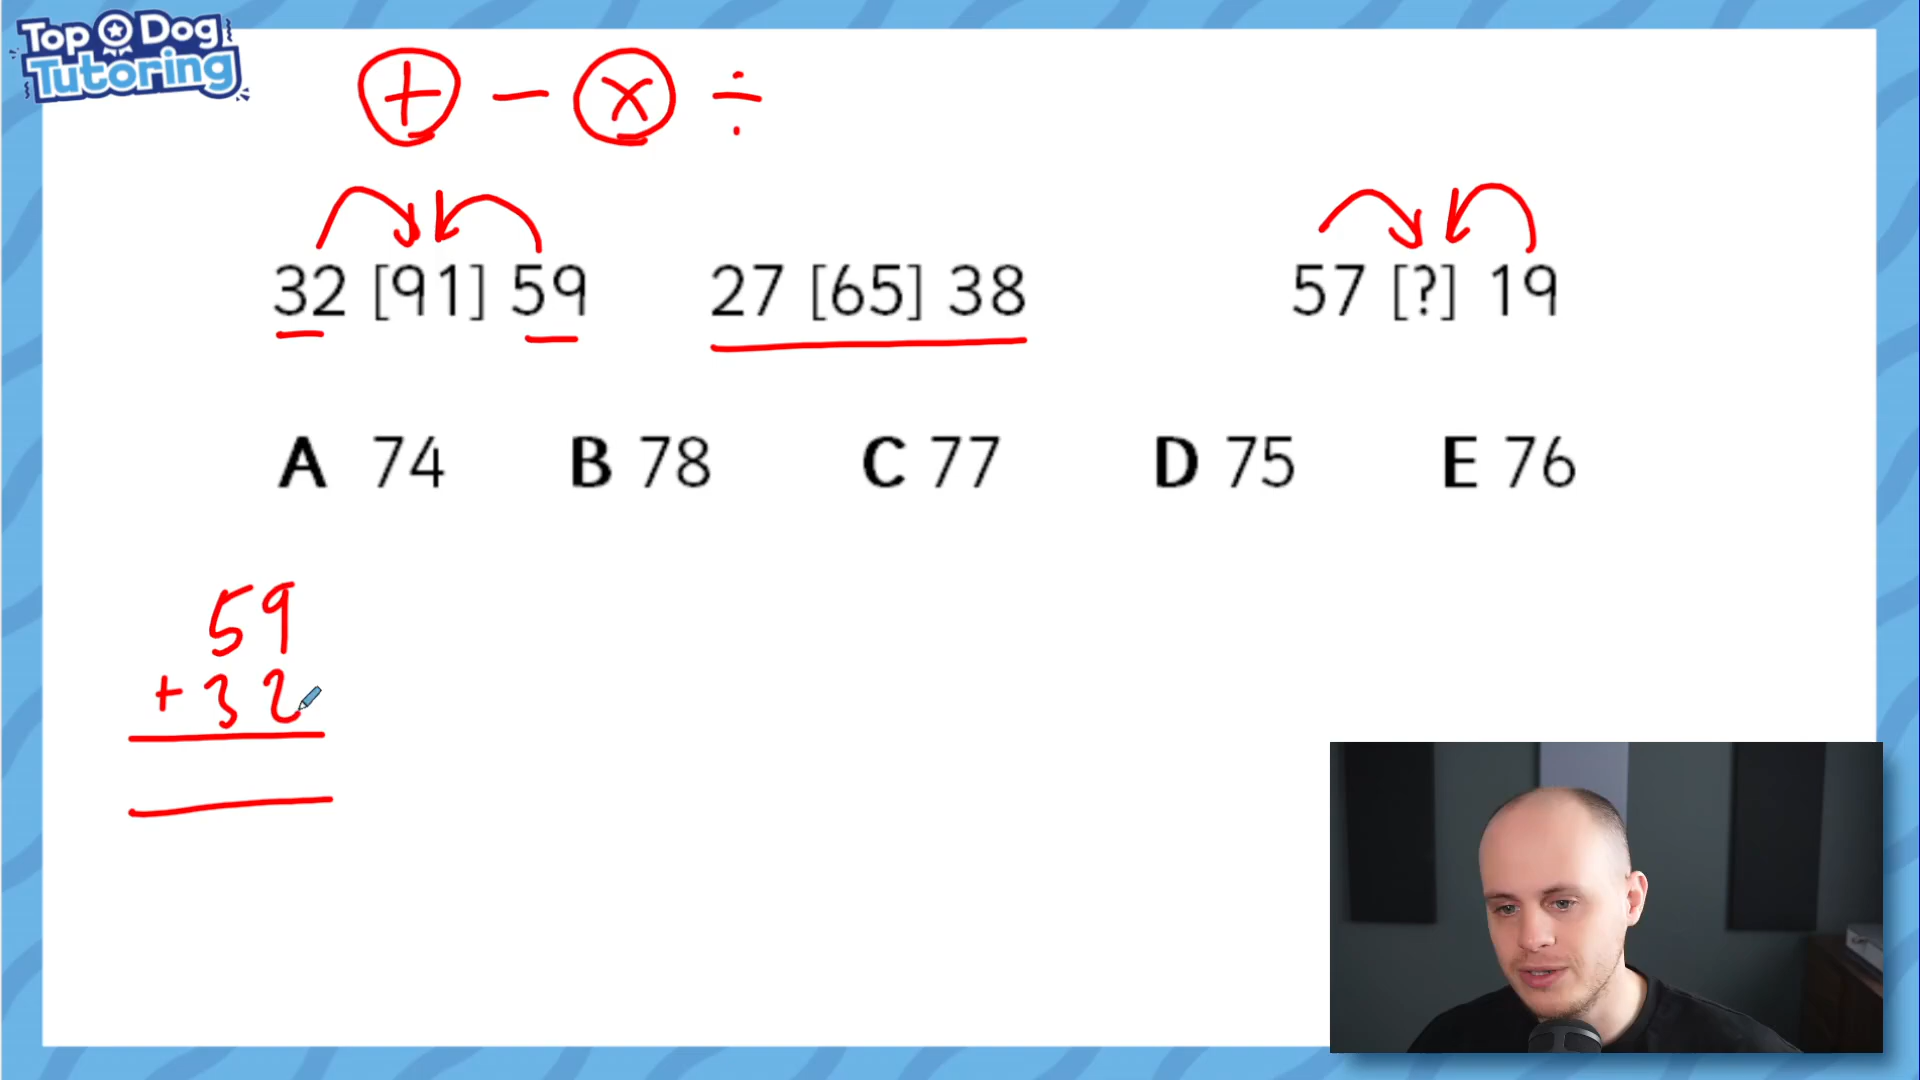 Top Dog
Tutoring
+ - × ÷
32 [91] 59 27 [65] 38 57 [?] 19
A 74 B 78 C 77 D 75 E 76
59
+ 32